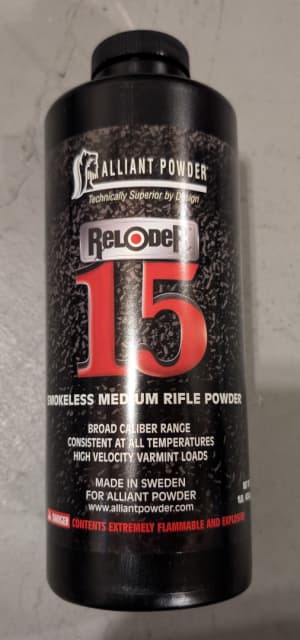 ALLIANT POWDER
Technically Superior by Design
RELODER
15
SMOKELESS MEDIUM RIFLE POWDER
BROAD CALIBER RANGE
CONSISTENT AT ALL TEMPERATURES
HIGH VELOCITY VARMINT LOADS
MADE IN SWEDEN
FOR ALLIANT POWDER
www.alliantpowder.com
DANGER CONTENTS EXTREMELY FLAMMABLE AND EXPLOSIVE